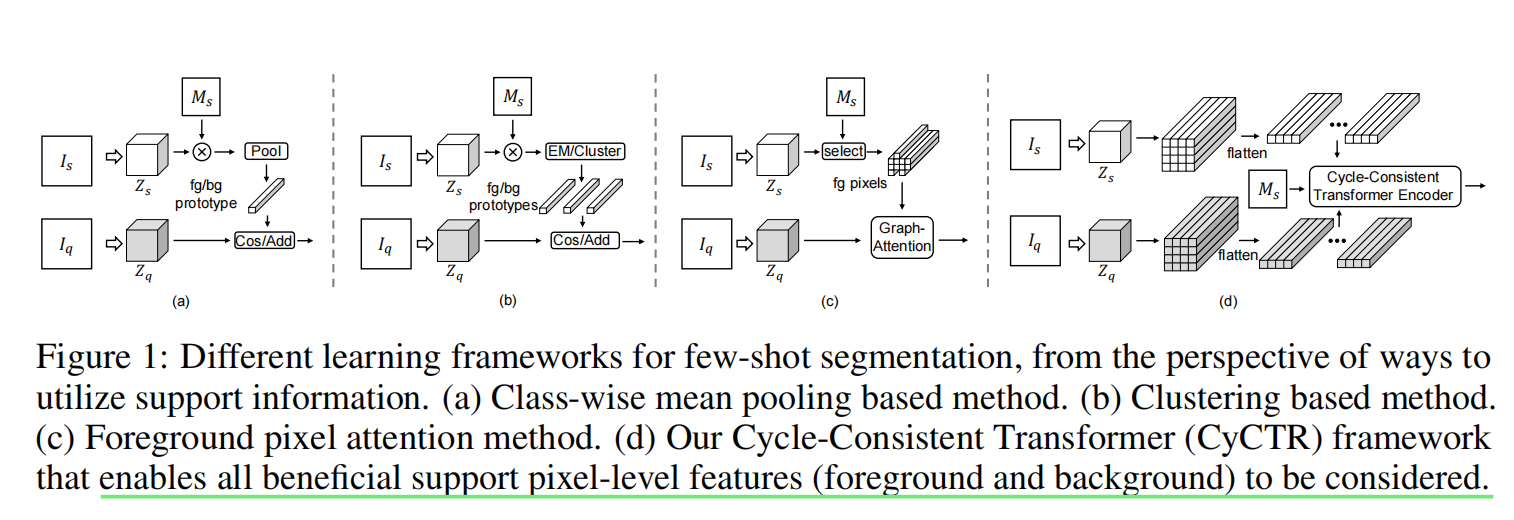 M_s
M_s
M_s
I_s
Z_s
Pool
fg/bg
prototype
I_q
Z_q
Cos/Add
(a)
I_s
Z_s
EM/Cluster
fg/bg
prototypes
I_q
Z_q
Cos/Add
(b)
I_s
Z_s
select
fg pixels
I_q
Z_q
Graph-
Attention
(c)
I_s
Z_s
flatten
...
M_s
Cycle-Consistent
Transformer Encoder
I_q
Z_q
flatten
...
(d)
Figure 1: Different learning frameworks for few-shot segmentation, from the perspective of ways to
utilize support information. (a) Class-wise mean pooling based method. (b) Clustering based method.
(c) Foreground pixel attention method. (d) Our Cycle-Consistent Transformer (CyCTR) framework
that enables all beneficial support pixel-level features (foreground and background) to be considered.